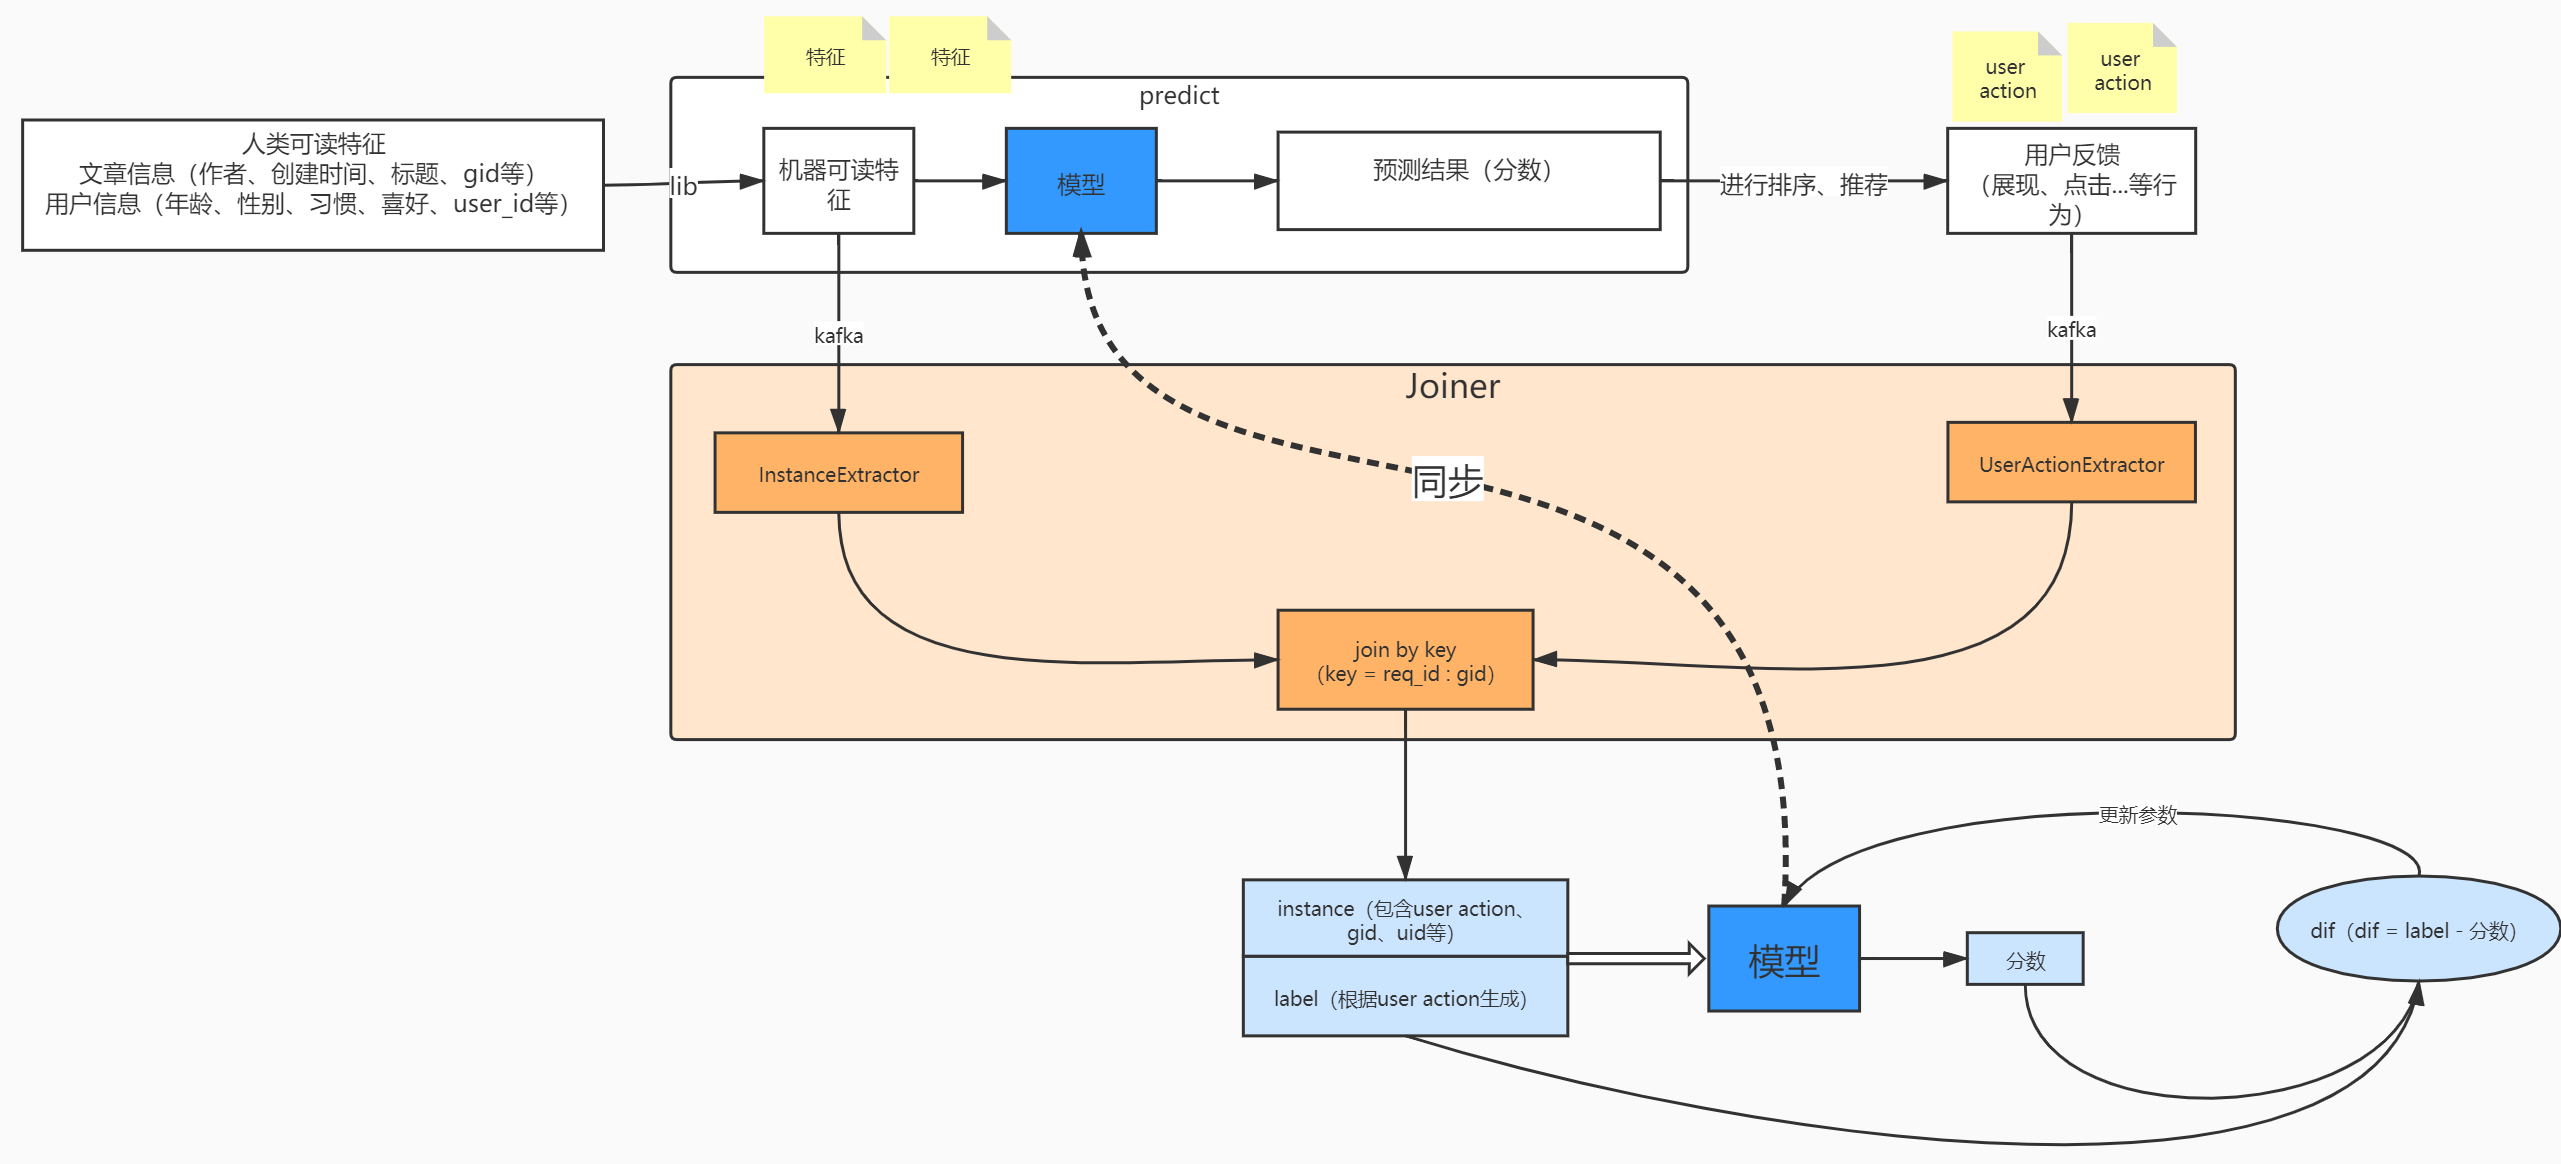 特征
特征
user
action
user
action
predict
人类可读特征
文章信息（作者、创建时间、标题、gid等）
用户信息（年龄、性别、习惯、喜好、user_id等）
lib
机器可读特
征
模型
预测结果（分数）
进行排序、推荐
用户反馈
（展现、点击...等行
为）
kafka
kafka
Joiner
InstanceExtractor
同步
UserActionExtractor
join by key
（key = req_id : gid）
更新参数
instance（包含user action、
gid、uid等）
label（根据user action生成）
模型
分数
dif（dif = label - 分数）